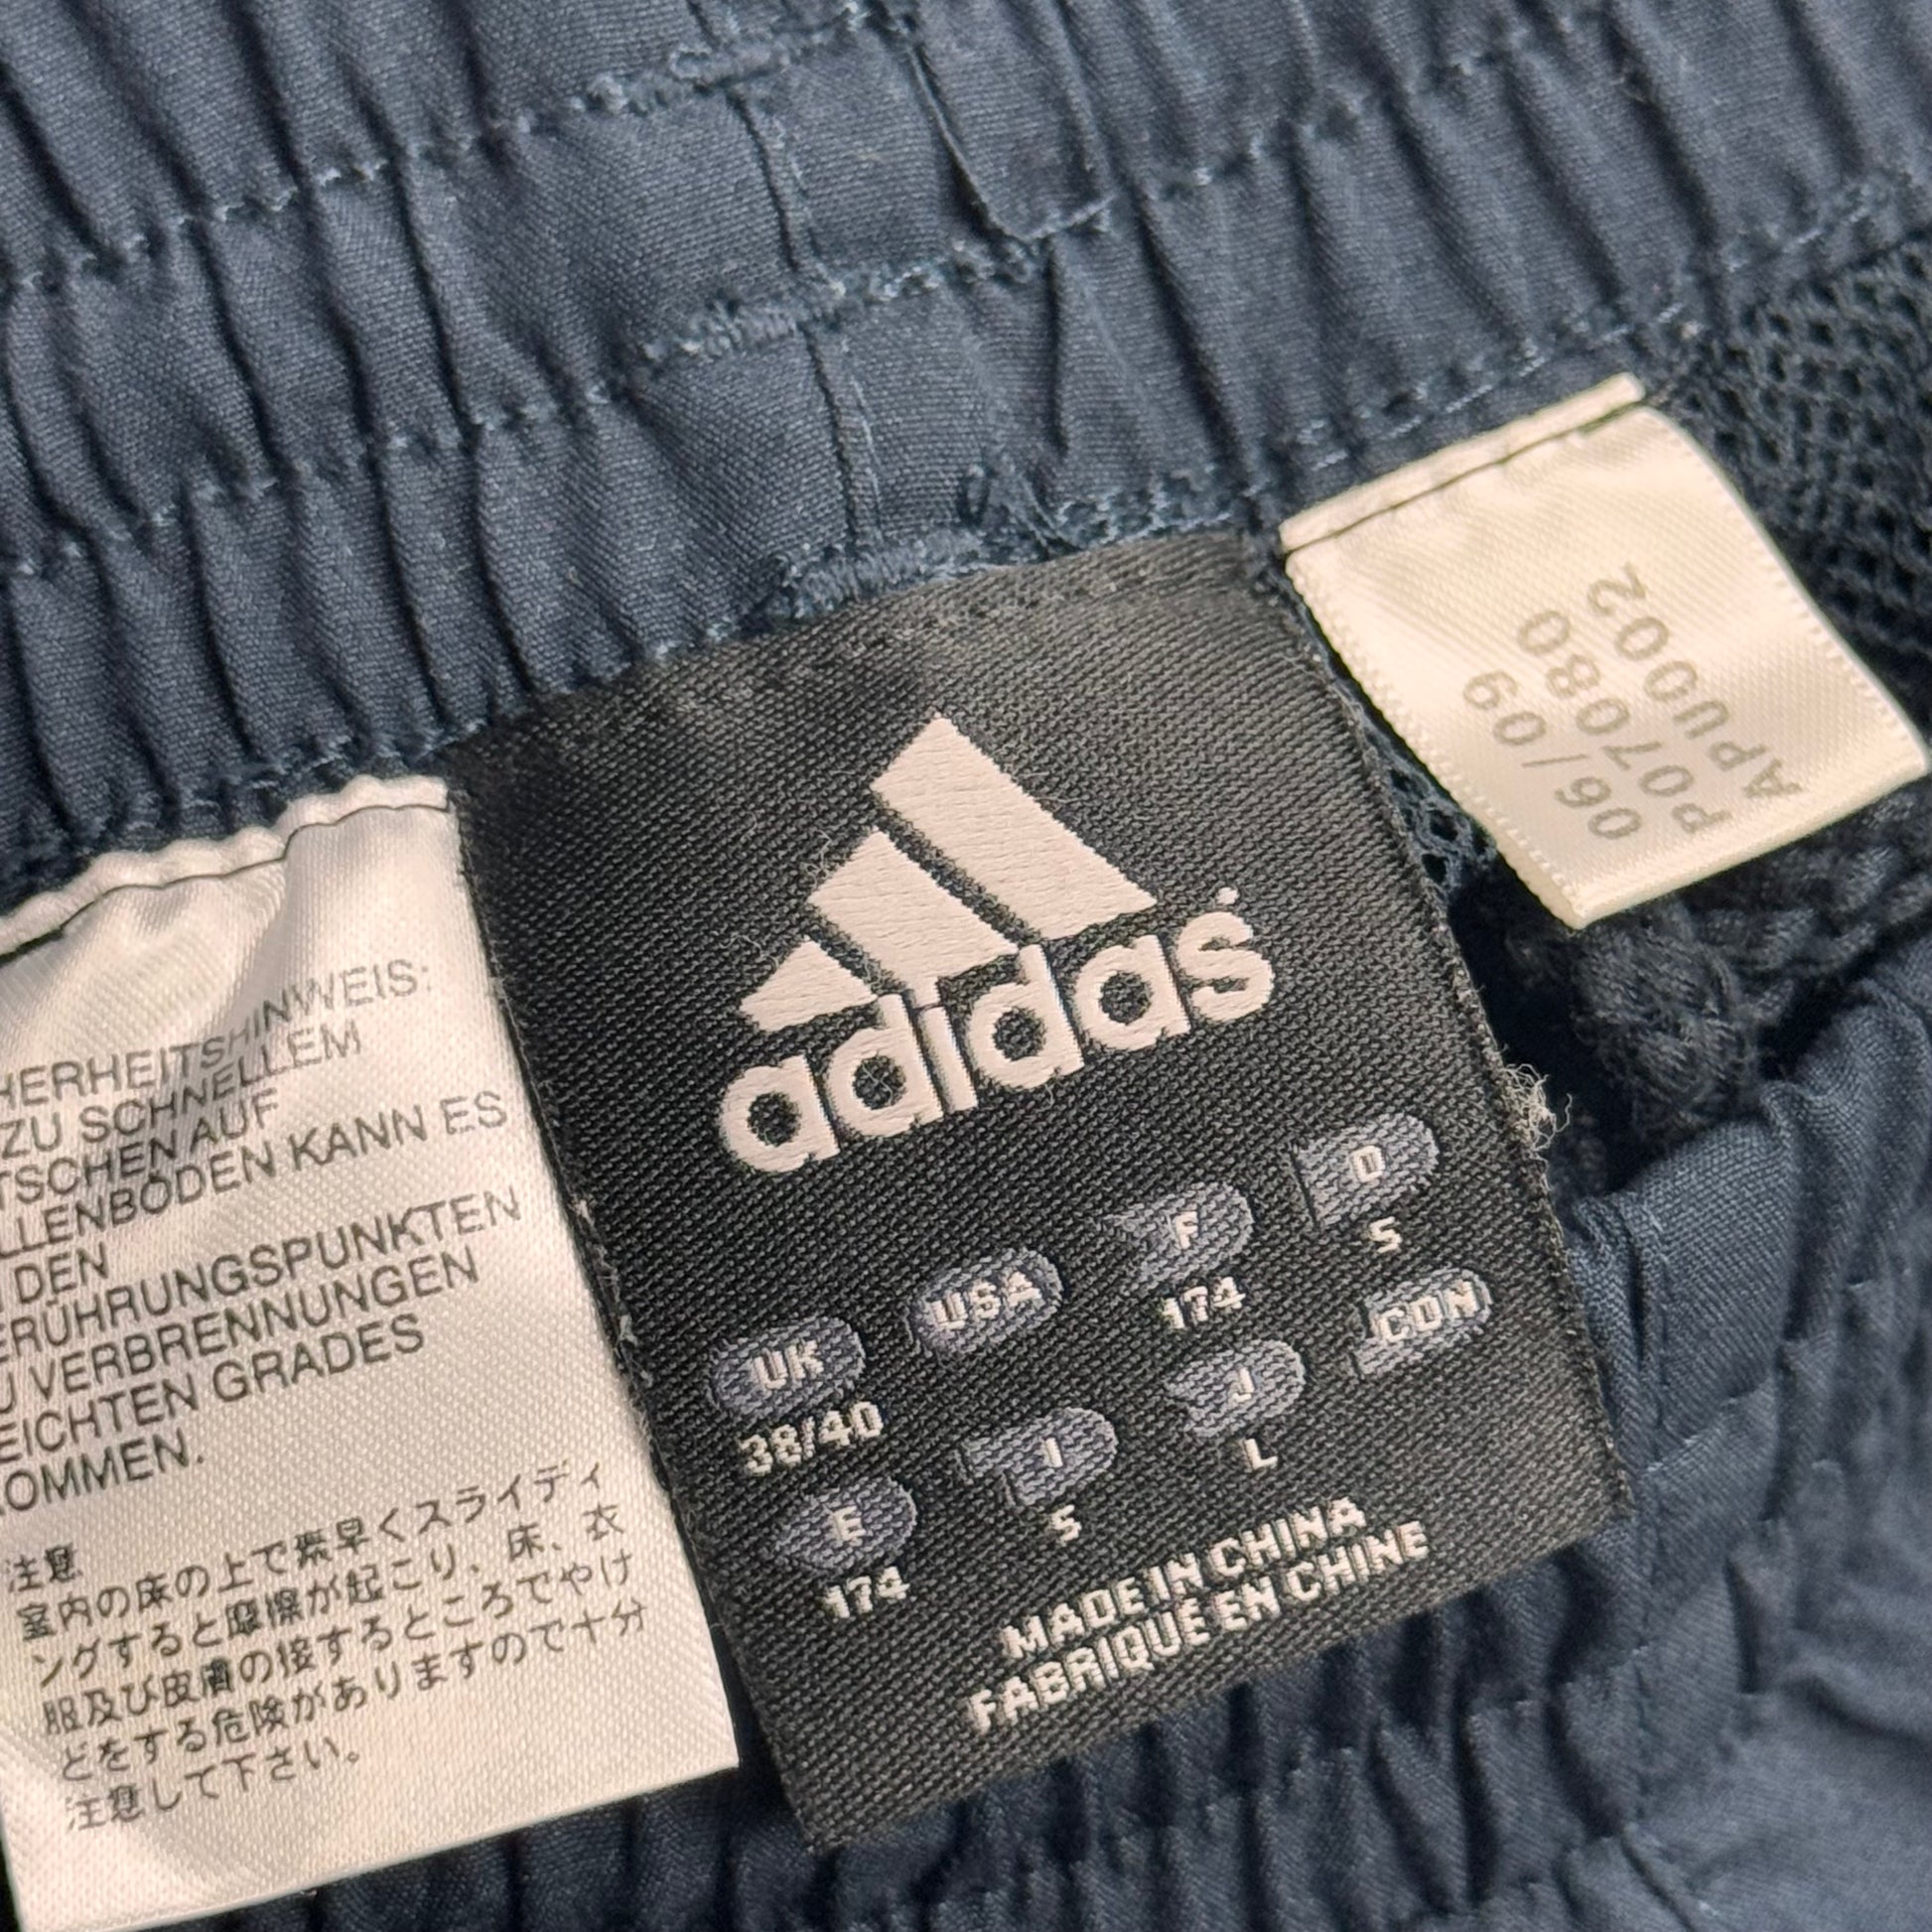 HERHEITSHINWEIS:
ZU SCHNELLEM
TSCHEN AUF
LLENBÖDEN KANN ES
DEN
ERÜHRUNGSPUNKTEN
U VERBRENNUNGEN
EICHTEN GRADES
OMMEN.
注意
室内の床の上で素早くスライディ
ングすると摩擦が起こり、床、衣
服及び皮膚の接するところでやけ
どをする危険がありますので十分
注意して下さい。
adidas
UK USA F D
38/40 174 S
E I J CDN
174 S L
MADE IN CHINA
FABRIQUÉ EN CHINE
06/09
P07080
APU002